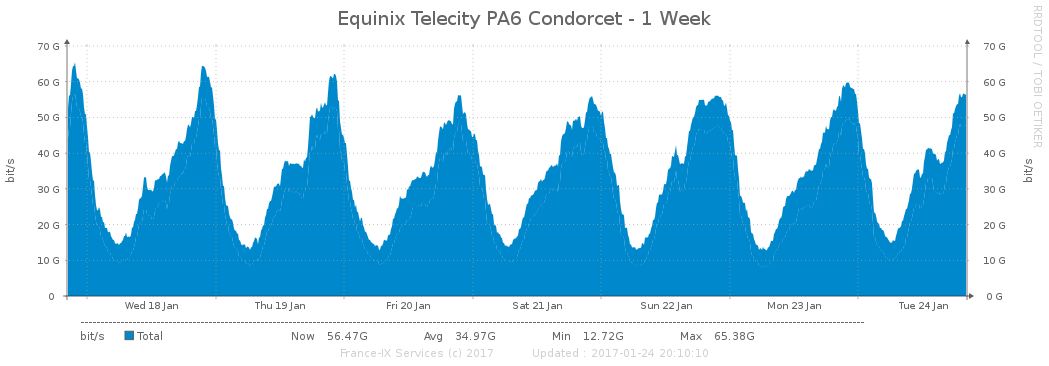 Equinix Telecity PA6 Condorcet - 1 Week
RRDTOOL / TOBI OETIKER
70 G 70 G
60 G 60 G
50 G 50 G
40 G 40 G
30 G 30 G
20 G 20 G
10 G 10 G
0 0 G
bit/s bit/s
Wed 18 Jan Thu 19 Jan Fri 20 Jan Sat 21 Jan Sun 22 Jan Mon 23 Jan Tue 24 Jan
bit/s Total Now 56.47G Avg 34.97G Min 12.72G Max 65.38G
France-IX Services (c) 2017 Updated : 2017-01-24 20:10:10